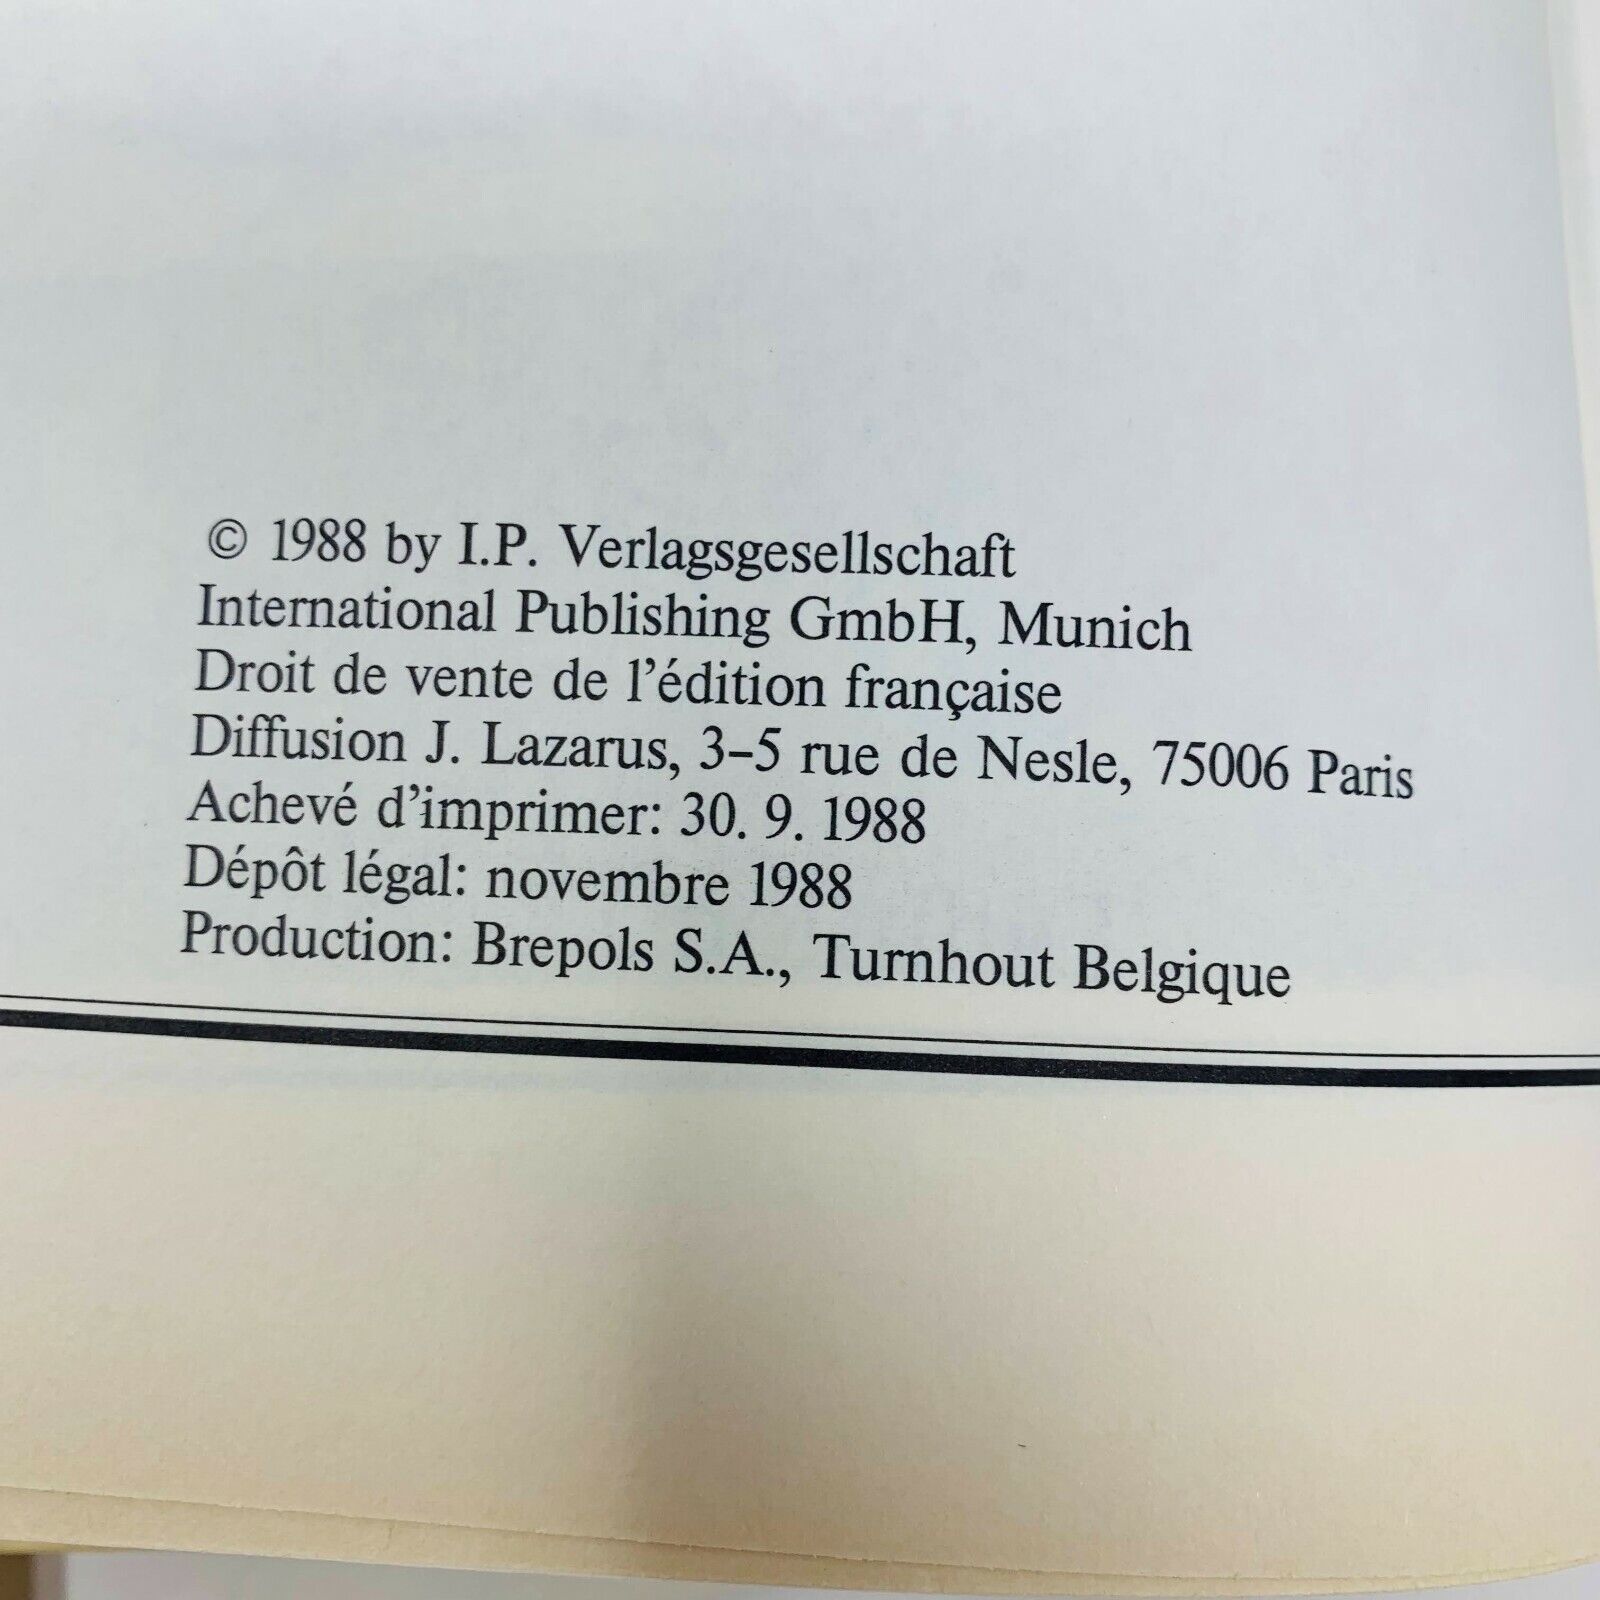 © 1988 by I.P. Verlagsgesellschaft
International Publishing GmbH, Munich
Droit de vente de l’édition française
Diffusion J. Lazarus, 3–5 rue de Nesle, 75006 Paris
Achevé d’imprimer: 30. 9. 1988
Dépôt légal: novembre 1988
Production: Brepols S.A., Turnhout Belgique